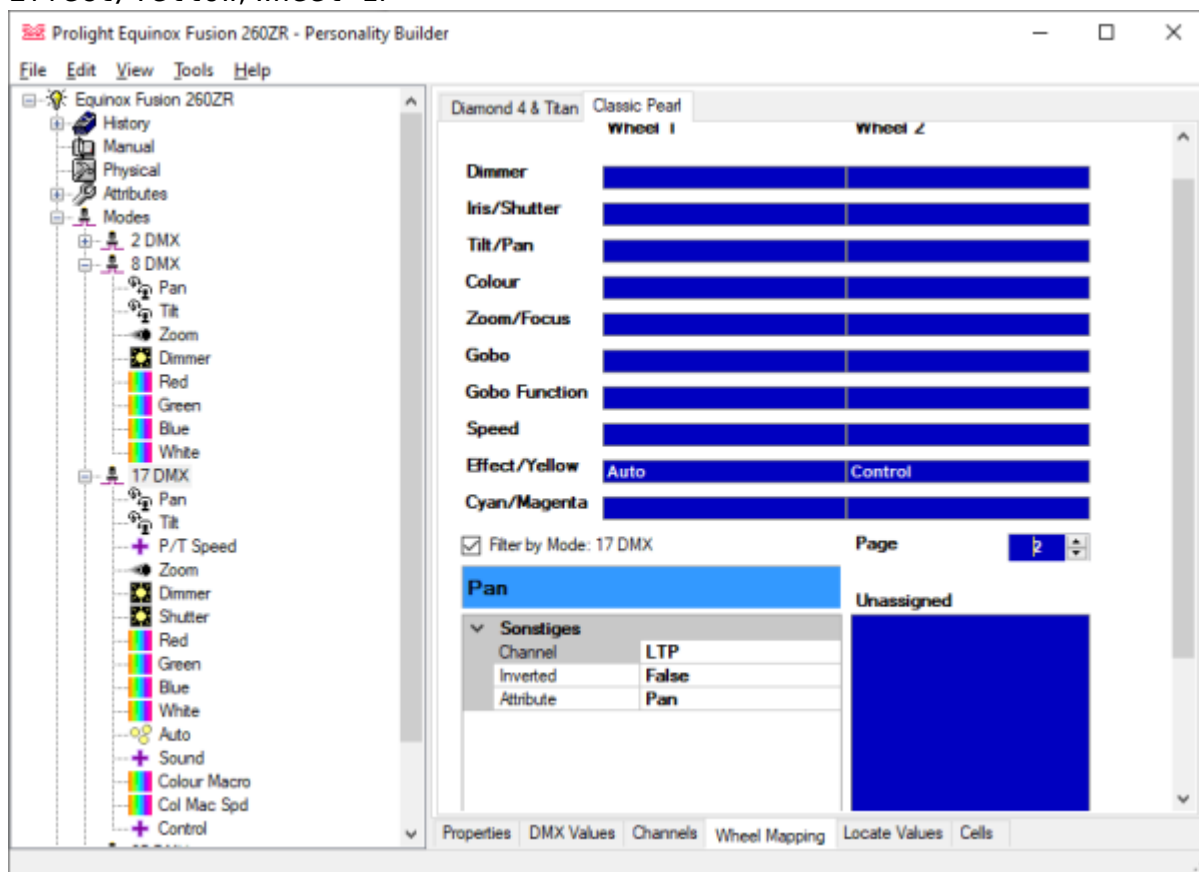 Prolight Equinox Fusion 260ZR - Personality Builder
File Edit View Tools Help
Equinox Fusion 260ZR
History
Manual
Physical
Attributes
Modes
2 DMX
8 DMX
Pan
Tilt
Zoom
Dimmer
Red
Green
Blue
White
17 DMX
Pan
Tilt
P/T Speed
Zoom
Dimmer
Shutter
Red
Green
Blue
White
Auto
Sound
Colour Macro
Col Mac Spd
Control
Diamond 4 & Titan Classic Pearl
Wheel 1 Wheel 2
Dimmer
Iris/Shutter
Tilt/Pan
Colour
Zoom/Focus
Gobo
Gobo Function
Speed
Effect/Yellow Auto Control
Cyan/Magenta
Filter by Mode: 17 DMX Page 2
Pan
Unassigned
Sonstiges
Channel LTP
Inverted False
Attribute Pan
Properties DMX Values Channels Wheel Mapping Locate Values Cells